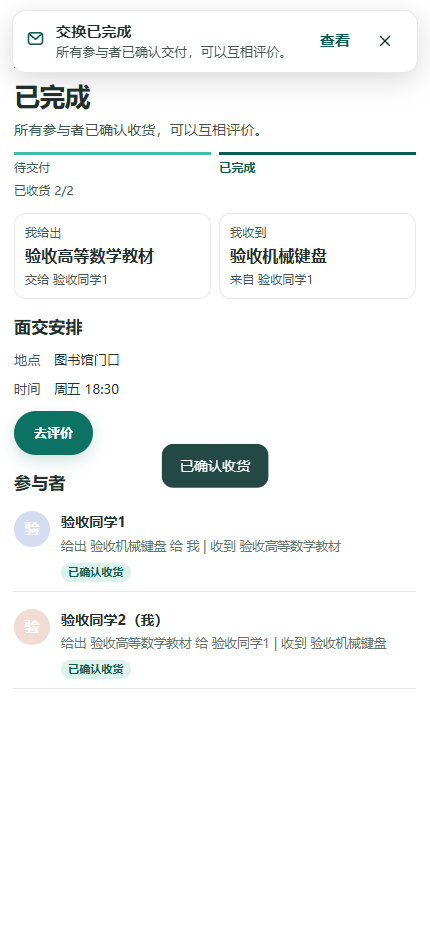 交换已完成
所有参与者已确认交付，可以互相评价。
查看
已完成
所有参与者已确认收货，可以互相评价。
待交付
已完成
已收货 2/2
我给出
验收高等数学教材
交给 验收同学1
我收到
验收机械键盘
来自 验收同学1
面交安排
地点 图书馆门口
时间 周五 18:30
去评价
已确认收货
参与者
验
验收同学1
给出 验收机械键盘 给 我 | 收到 验收高等数学教材
已确认收货
验
验收同学2（我）
给出 验收高等数学教材 给 验收同学1 | 收到 验收机械键盘
已确认收货